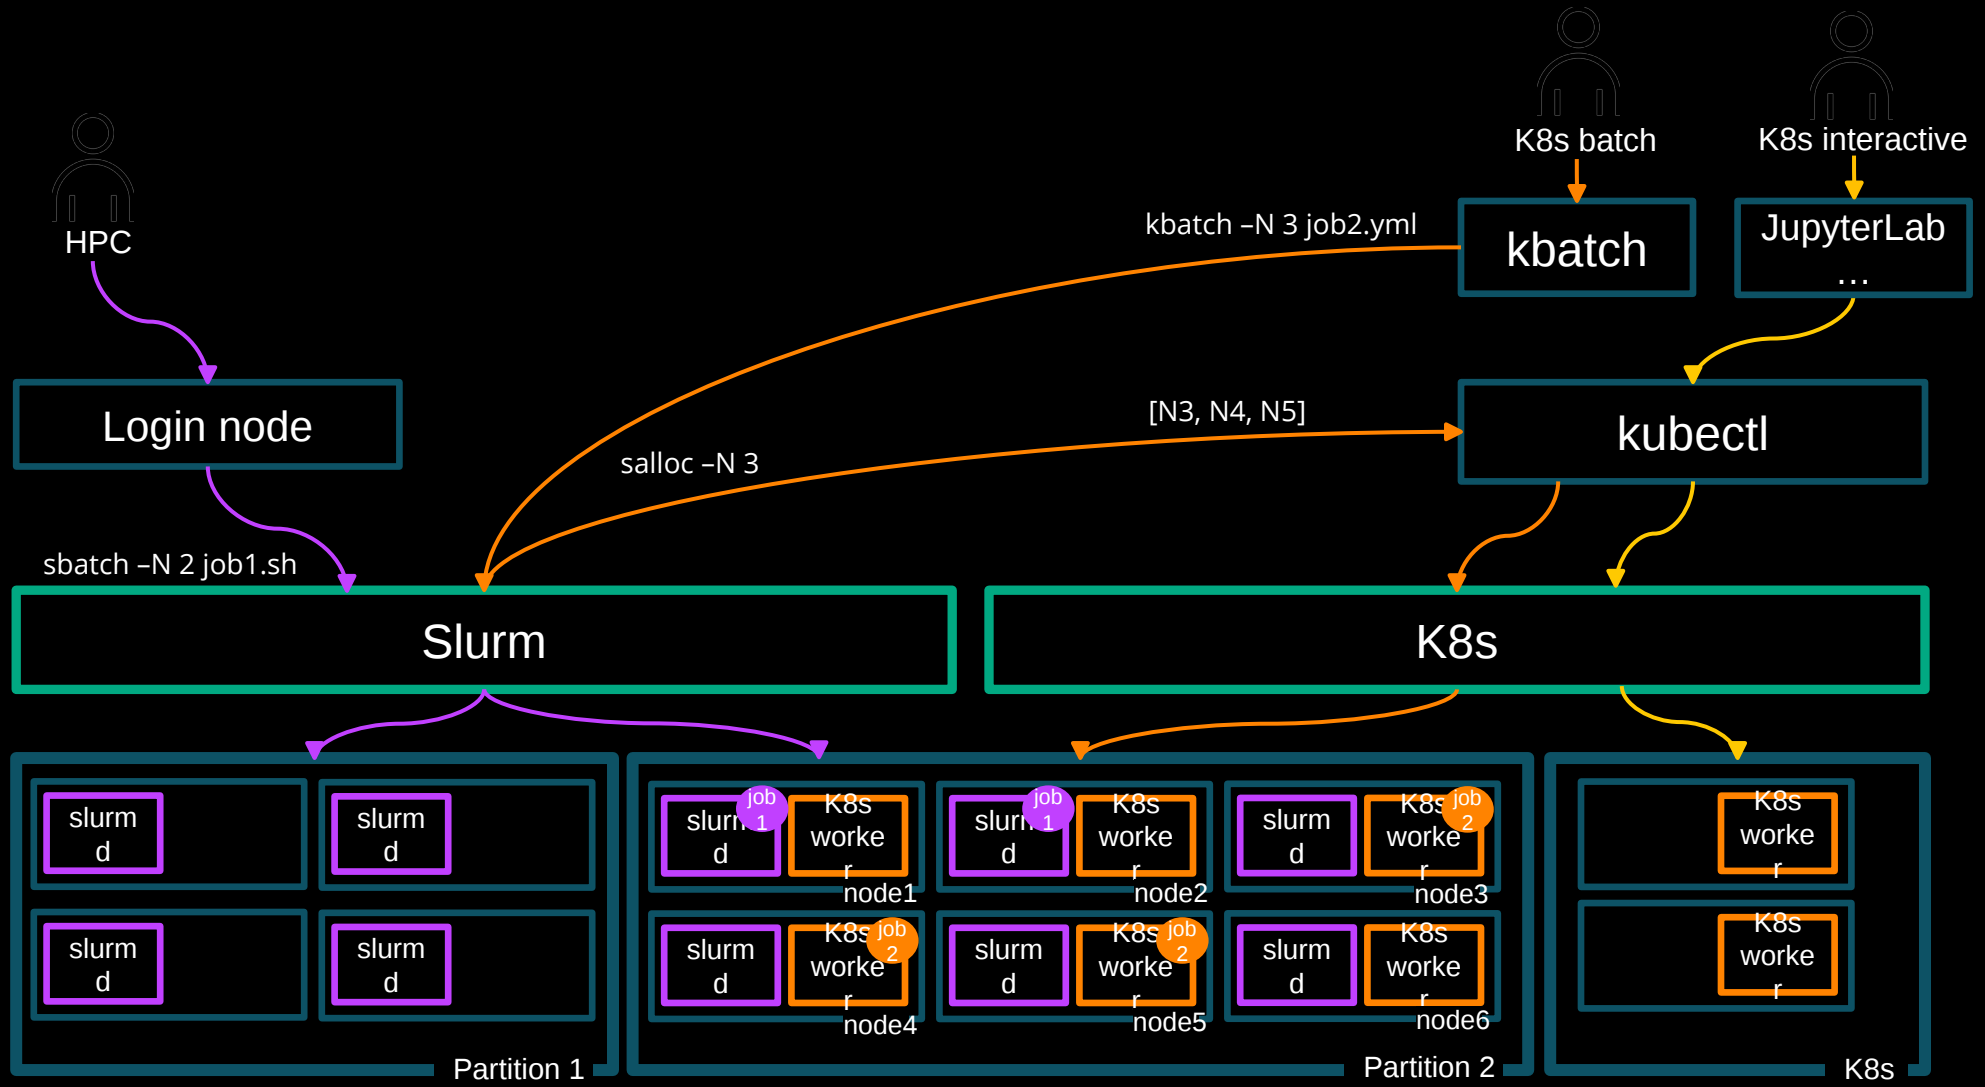 K8s batch
K8s interactive
HPC
kbatch –N 3 job2.yml
kbatch
JupyterLab
…
Login node
[N3, N4, N5]
salloc –N 3
kubectl
sbatch –N 2 job1.sh
Slurm
K8s
slurm
d
slurm
d
slurm
d
slurm
d
Partition 1
slurm
d
job
1
K8s
worke
r
node1
slurm
d
job
1
K8s
worke
r
node2
slurm
d
K8s
worke
r
job
2
node3
slurm
d
K8s
worke
r
job
2
node4
slurm
d
K8s
worke
r
job
2
node5
slurm
d
K8s
worke
r
node6
Partition 2
K8s
worke
r
K8s
worke
r
K8s